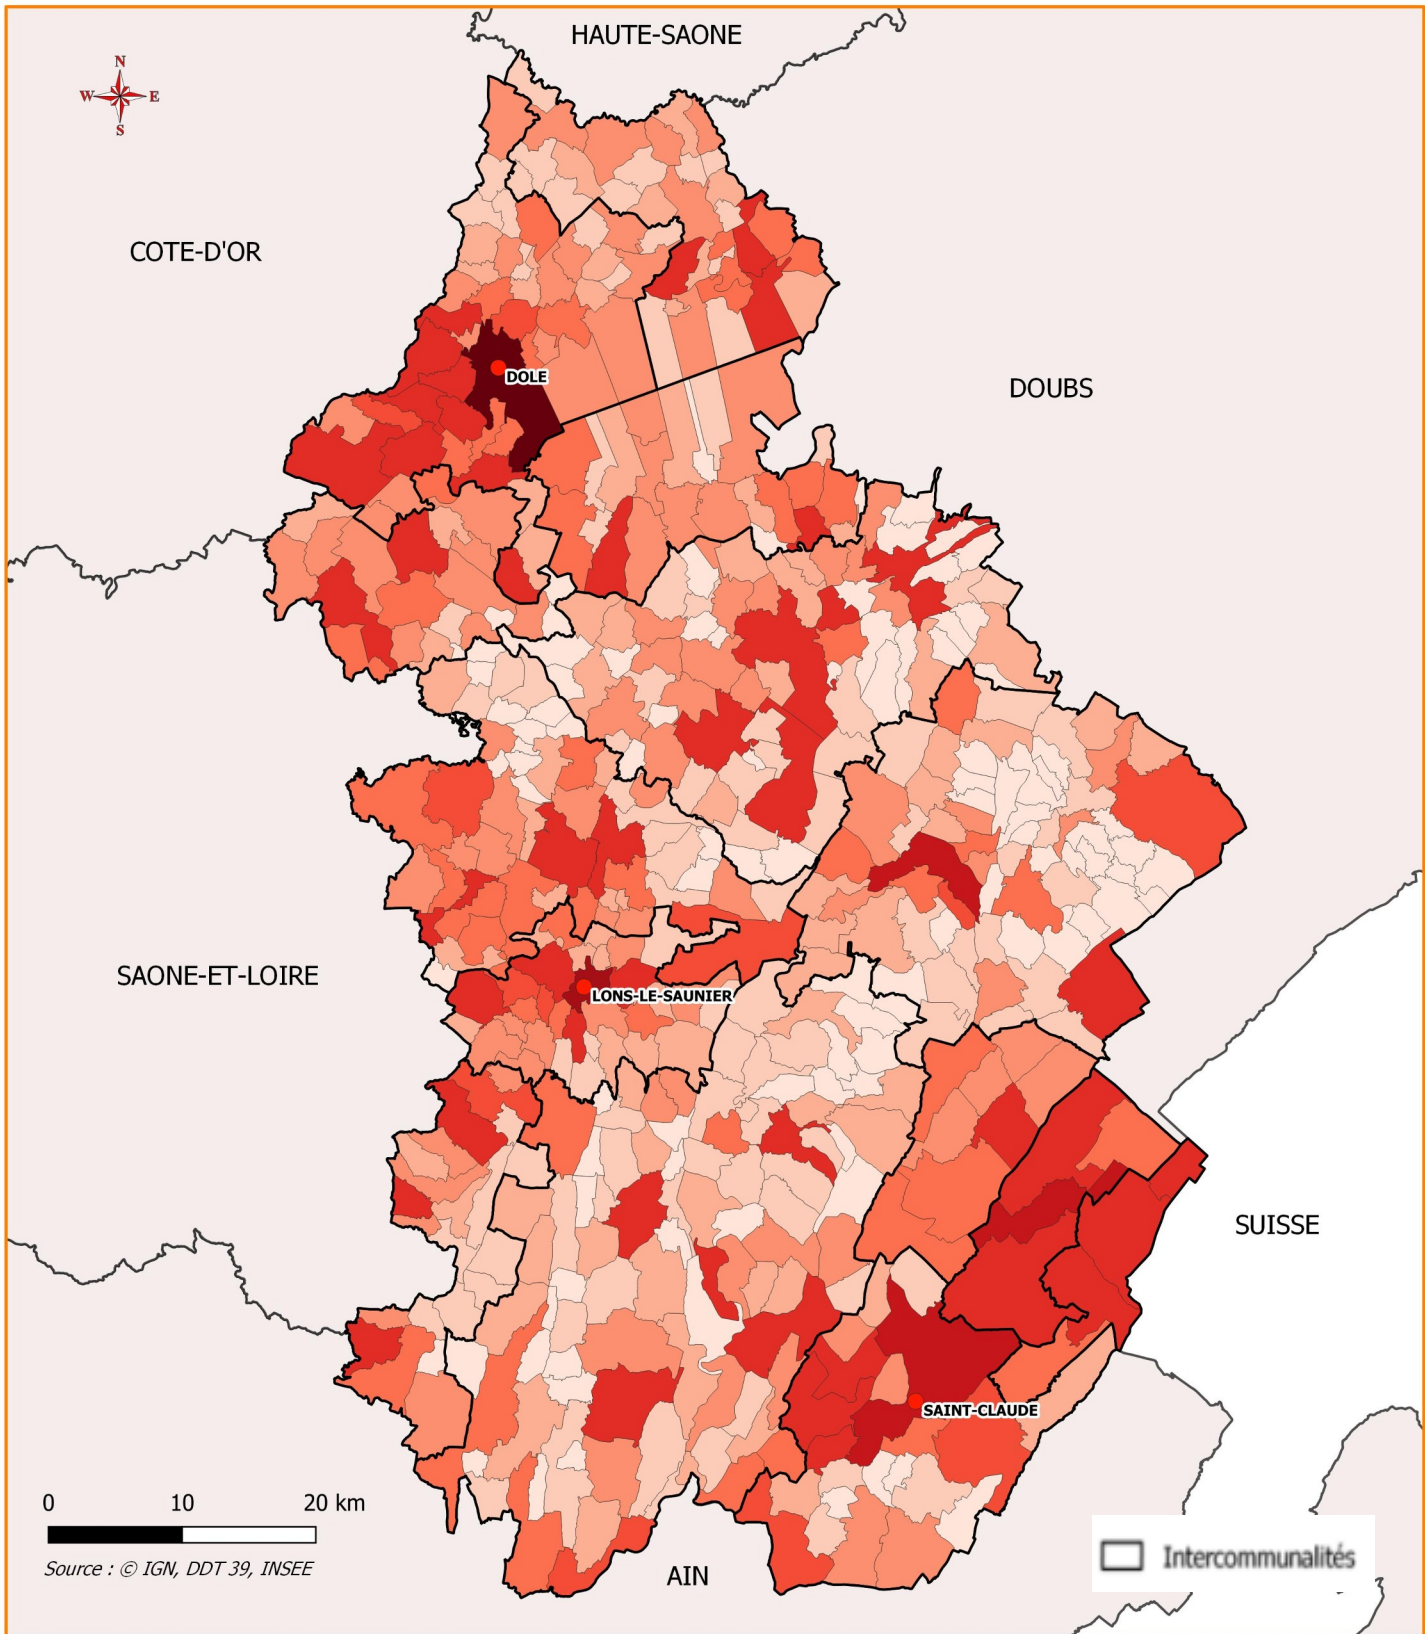 HAUTE-SAONE
N
W E
S
COTE-D'OR
DOLE
DOUBS
SAONE-ET-LOIRE
LONS-LE-SAUNIER
SUISSE
SAINT-CLAUDE
0 10 20 km
Source : © IGN, DDT 39, INSEE
AIN
Intercommunalités